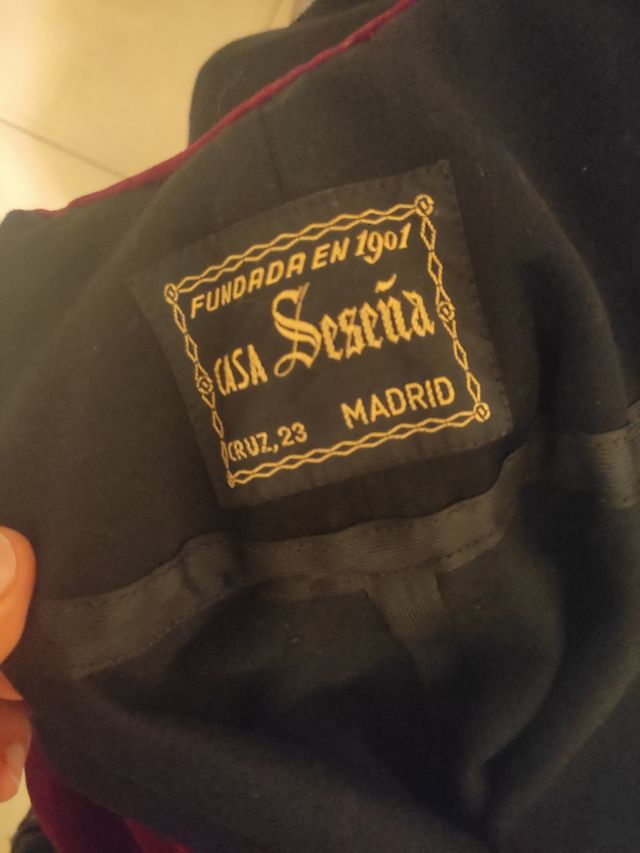 FUNDADA EN 1901
CASA Seseña
CRUZ, 23 MADRID